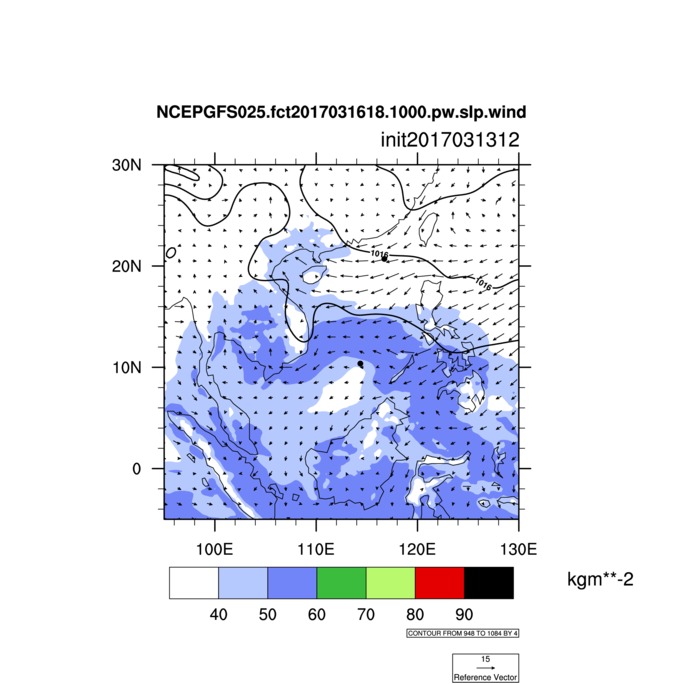 NCEPGFS025.fct2017031618.1000.pw.slp.wind
init2017031312
30N
20N
10N
0
1016
1016
100E
110E
120E
130E
40
50
60
70
80
90
kgm**-2
CONTOUR FROM 948 TO 1084 BY 4
15
Reference Vector